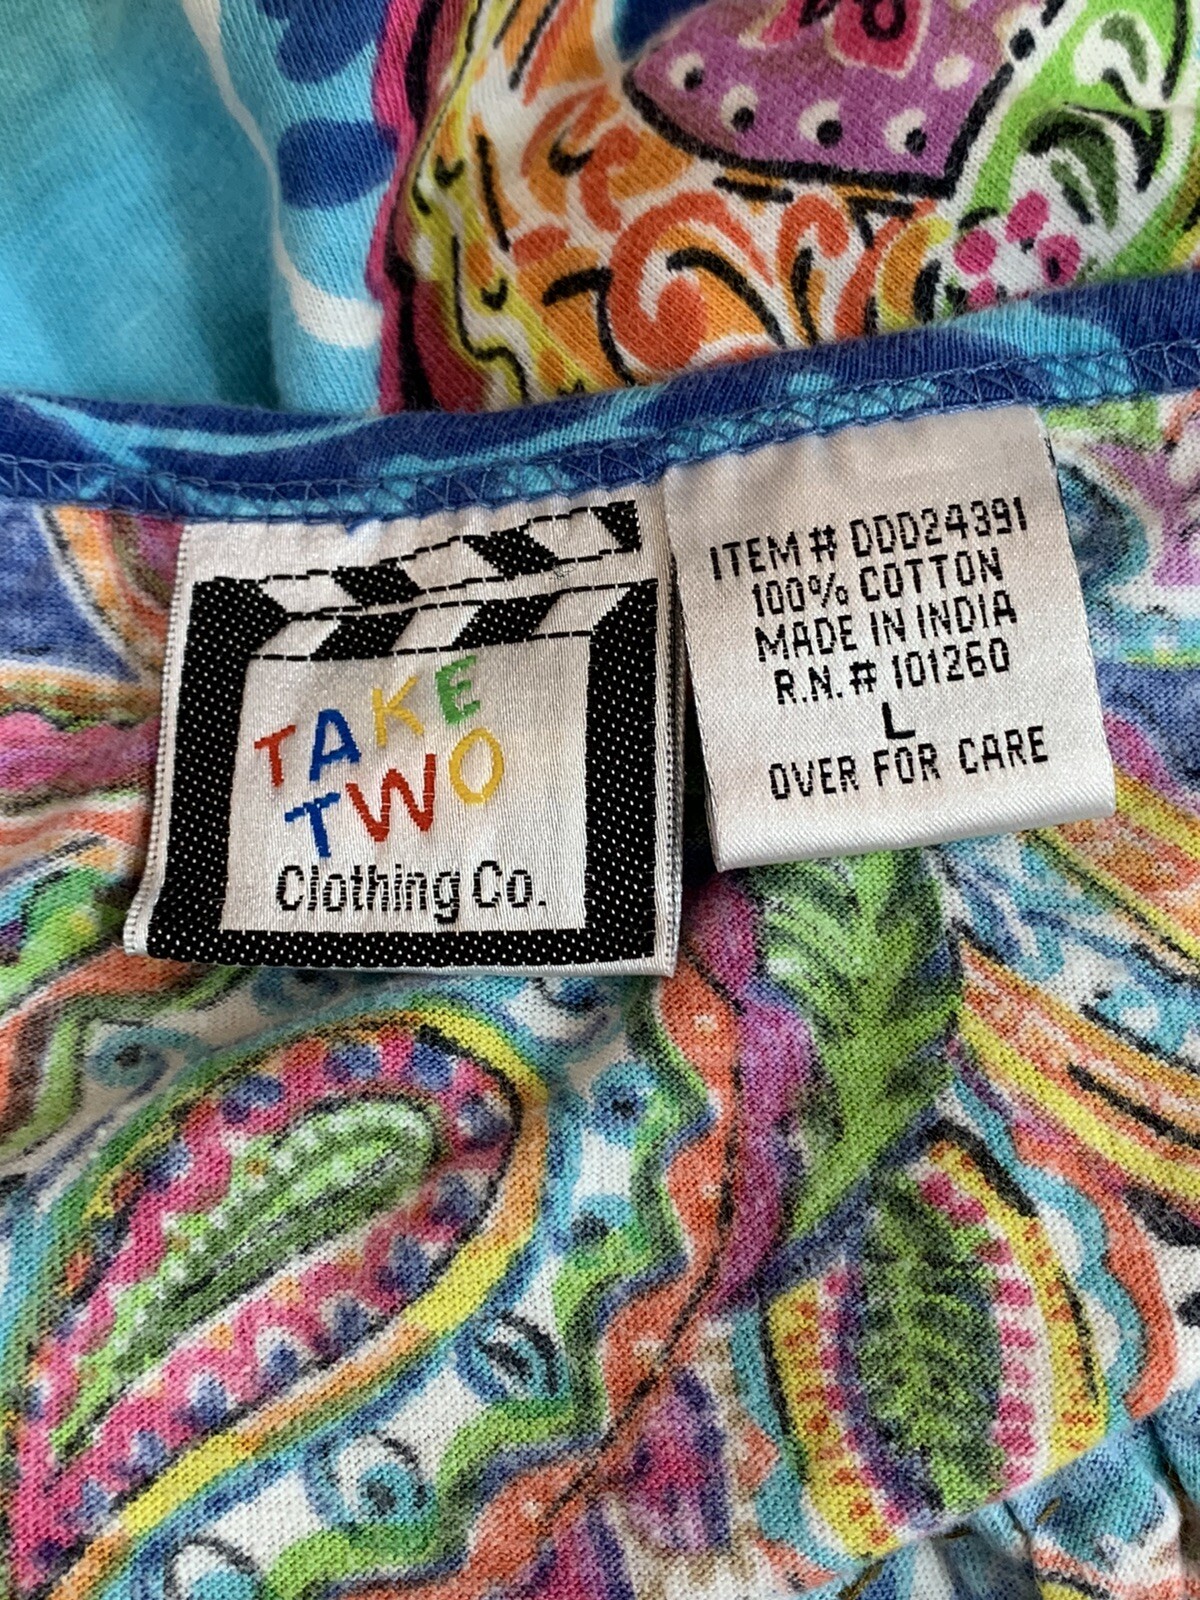 TAKE
TWO
Clothing Co.
ITEM # DDD24391
100% COTTON
MADE IN INDIA
R.N.# 101260
L
OVER FOR CARE